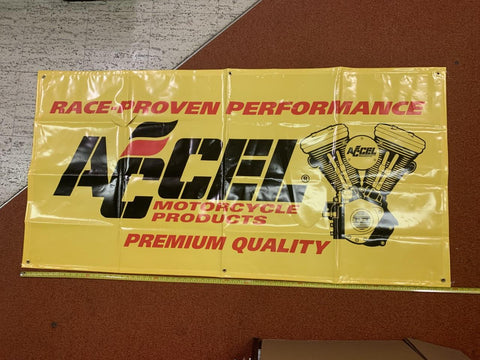 RACE-PROVEN PERFORMANCE
ACCEL®
ACCEL
MOTORCYCLE
PRODUCTS
PREMIUM QUALITY